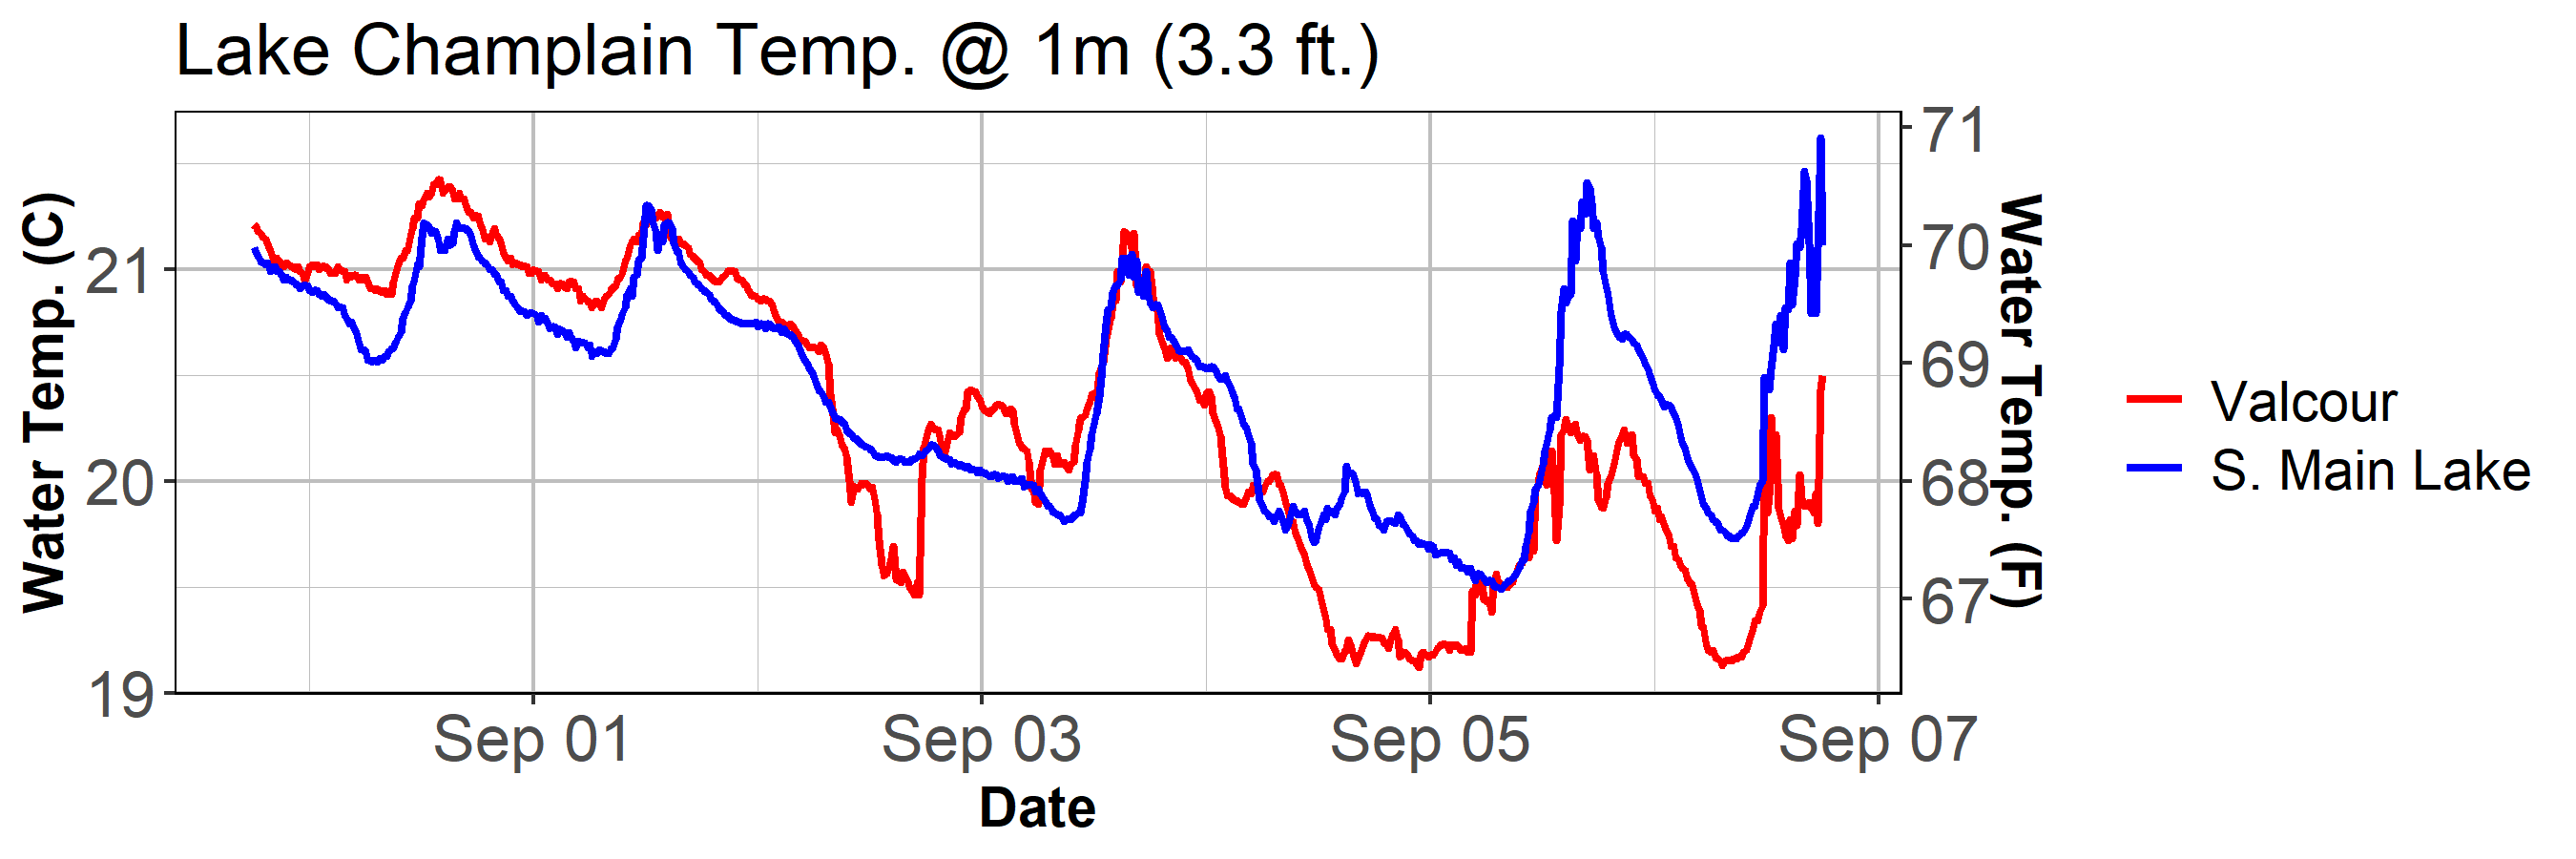 Lake Champlain Temp. @ 1m (3.3 ft.)
Water Temp. (C)
21
20
19
71
70
69
68
67
Water Temp. (F)
Sep 01
Sep 03
Sep 05
Sep 07
Date
Valcour
S. Main Lake